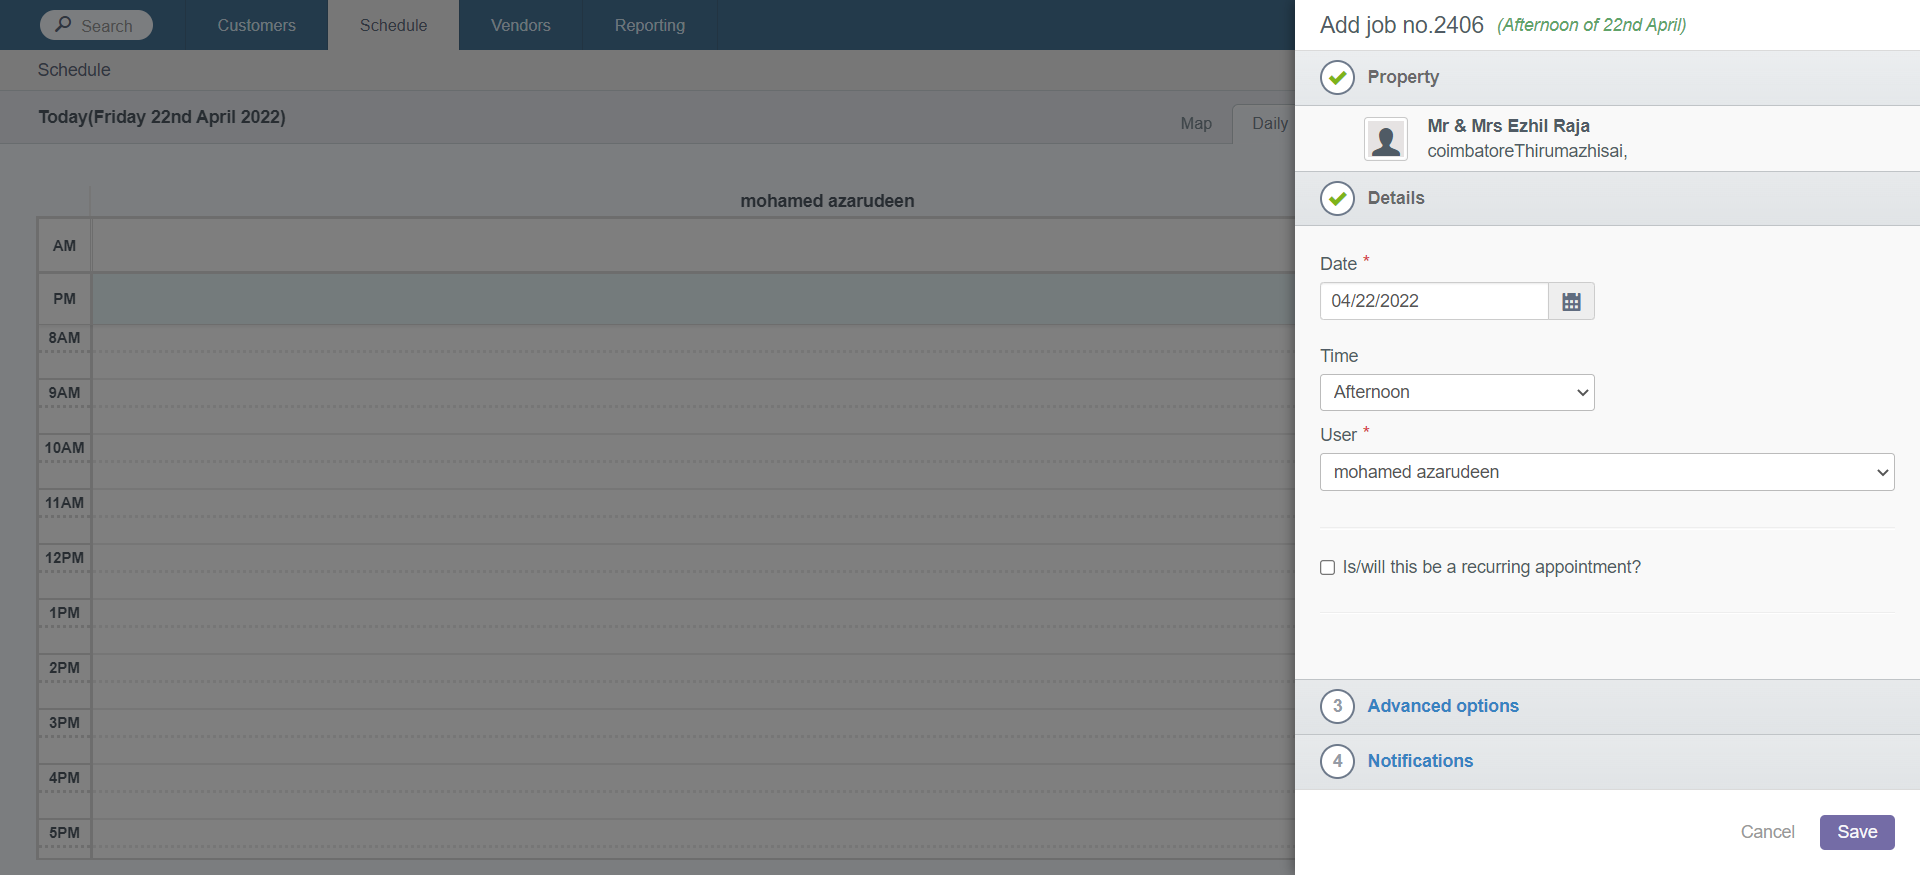 Search
Customers
Schedule
Vendors
Reporting
Schedule
Today(Friday 22nd April 2022)
Map
Daily
mohamed azarudeen
AM
PM
8AM
9AM
10AM
11AM
12PM
1PM
2PM
3PM
4PM
5PM
Add job no.2406 (Afternoon of 22nd April)
Property
Mr & Mrs Ezhil Raja
coimbatoreThirumazhisai,
Details
Date *
04/22/2022
Time
Afternoon
User *
mohamed azarudeen
Is/will this be a recurring appointment?
3 Advanced options
4 Notifications
Cancel
Save